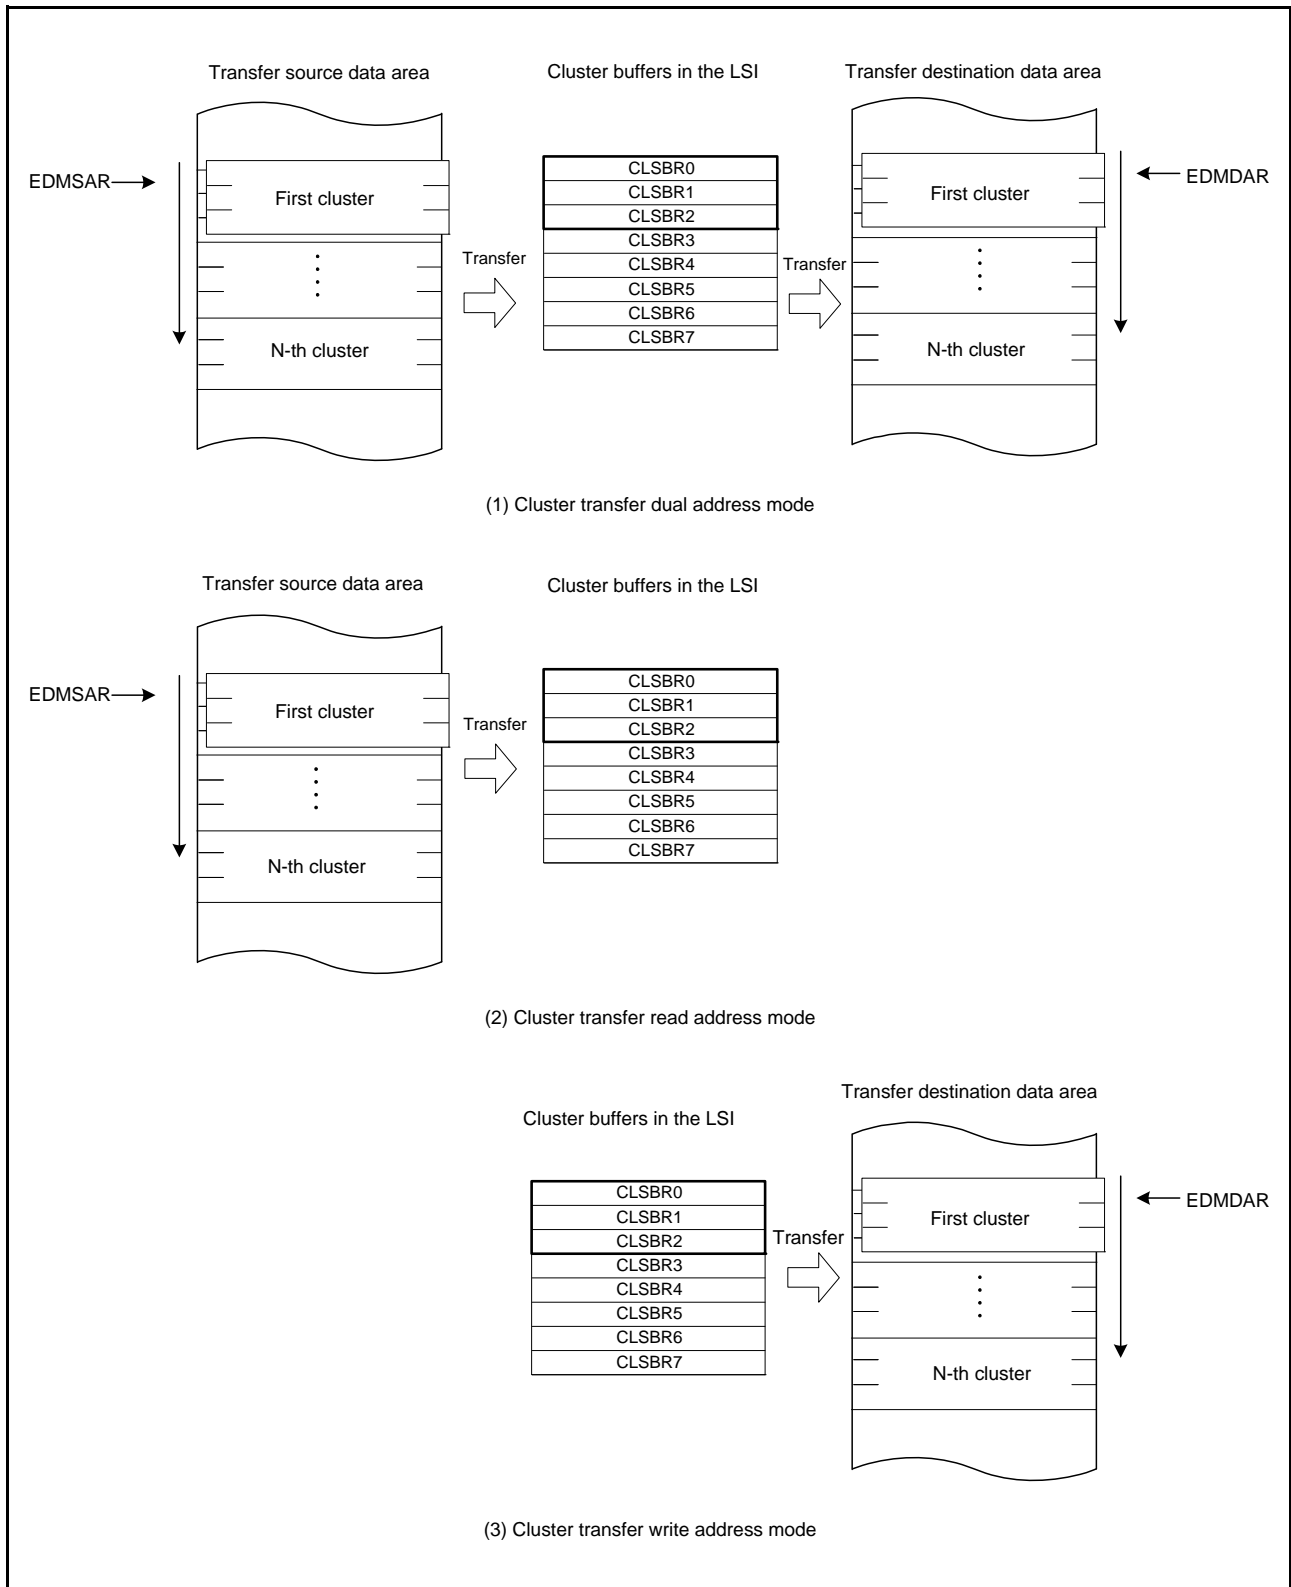 Transfer source data area
Cluster buffers in the LSI
Transfer destination data area
EDMSAR
First cluster
N-th cluster
Transfer
CLSBR0
CLSBR1
CLSBR2
CLSBR3
CLSBR4
CLSBR5
CLSBR6
CLSBR7
Transfer
First cluster
N-th cluster
EDMDAR
(1) Cluster transfer dual address mode
Transfer source data area
Cluster buffers in the LSI
EDMSAR
First cluster
N-th cluster
Transfer
CLSBR0
CLSBR1
CLSBR2
CLSBR3
CLSBR4
CLSBR5
CLSBR6
CLSBR7
(2) Cluster transfer read address mode
Cluster buffers in the LSI
Transfer destination data area
CLSBR0
CLSBR1
CLSBR2
CLSBR3
CLSBR4
CLSBR5
CLSBR6
CLSBR7
Transfer
First cluster
N-th cluster
EDMDAR
(3) Cluster transfer write address mode